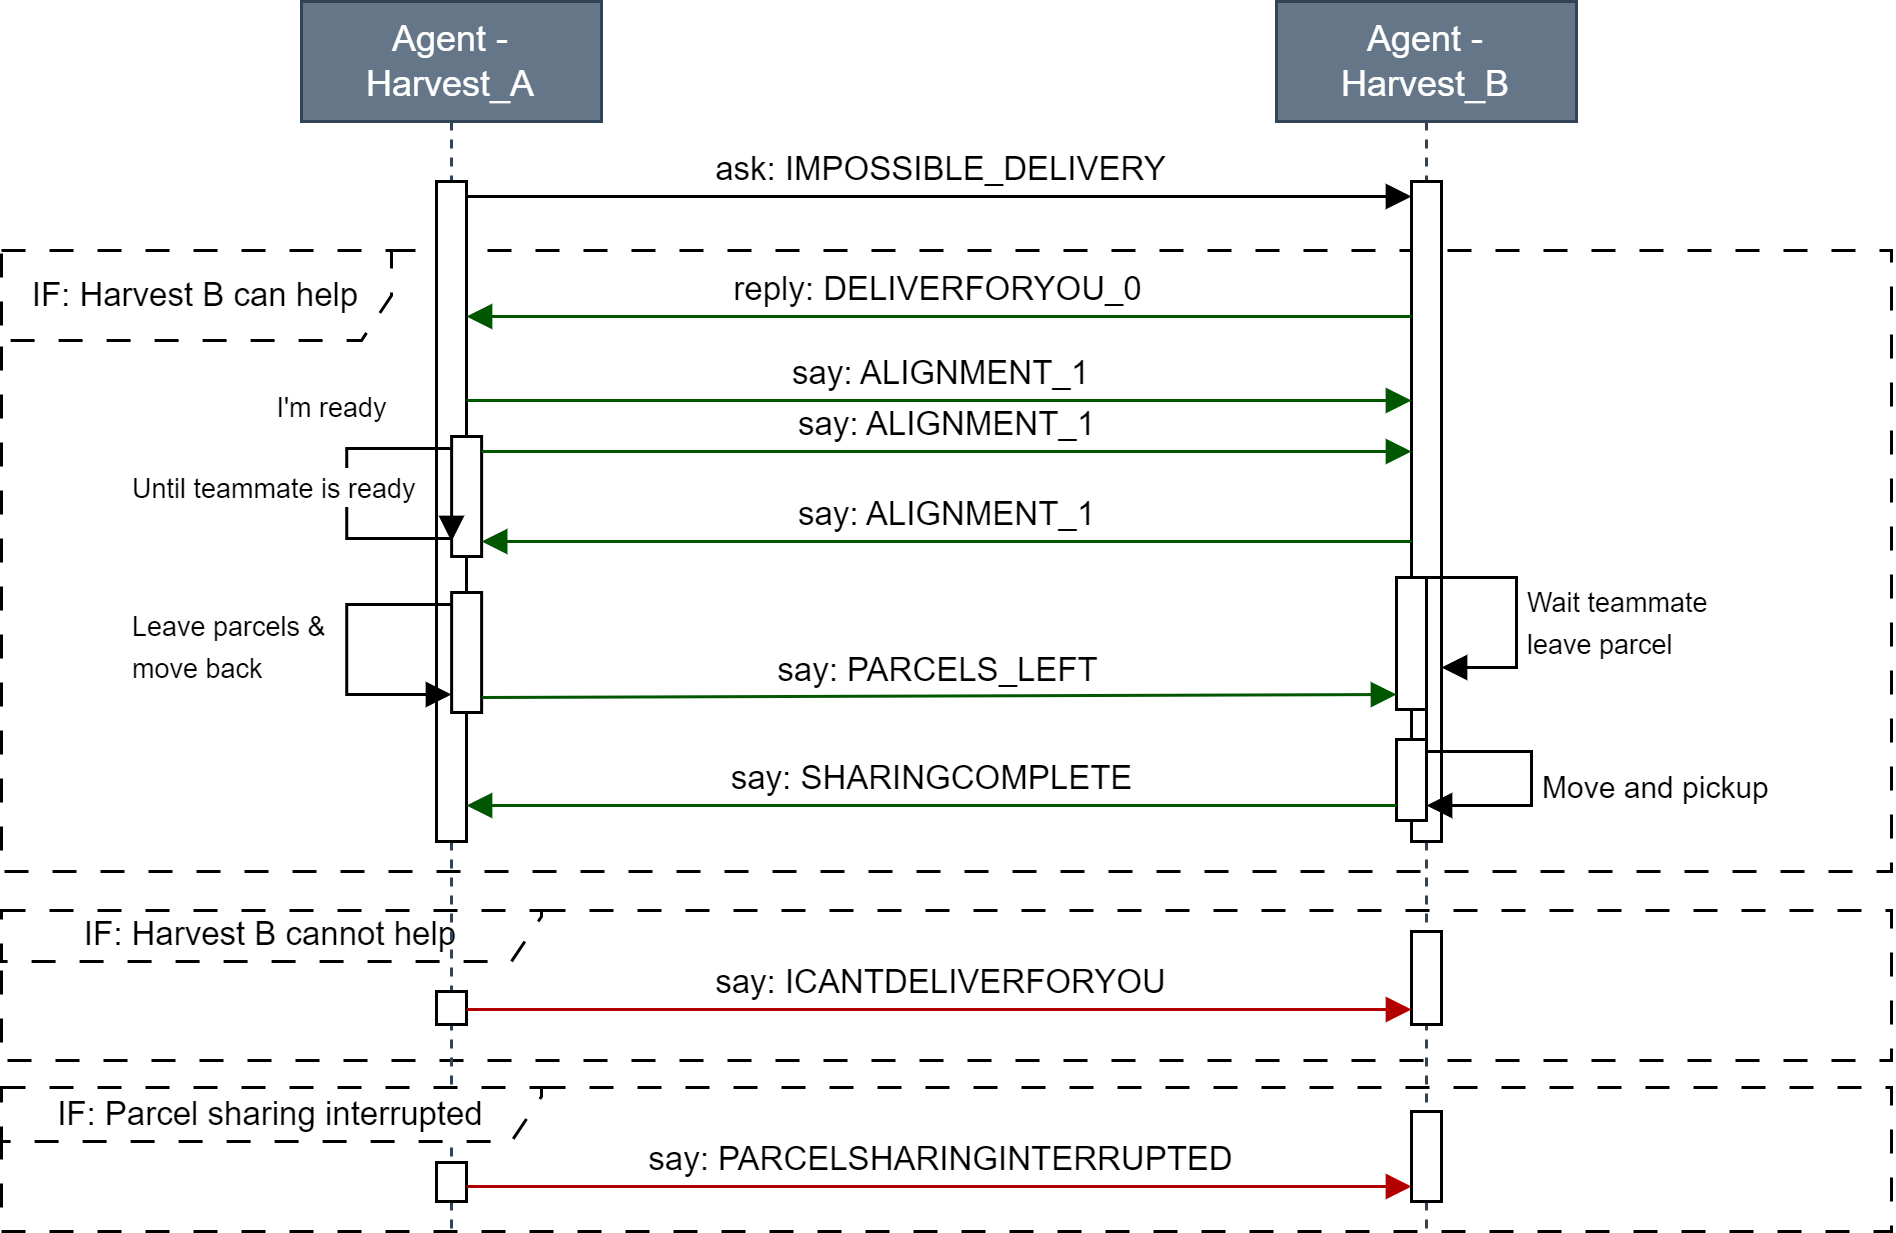 Agent -
Harvest_A
Agent -
Harvest_B
ask: IMPOSSIBLE_DELIVERY
IF: Harvest B can help
reply: DELIVERFORYOU_0
say: ALIGNMENT_1
I'm ready
say: ALIGNMENT_1
Until teammate is ready
say: ALIGNMENT_1
Leave parcels &
move back
Wait teammate
leave parcel
say: PARCELS_LEFT
say: SHARINGCOMPLETE
Move and pickup
IF: Harvest B cannot help
say: ICANTDELIVERFORYOU
IF: Parcel sharing interrupted
say: PARCELSHARINGINTERRUPTED